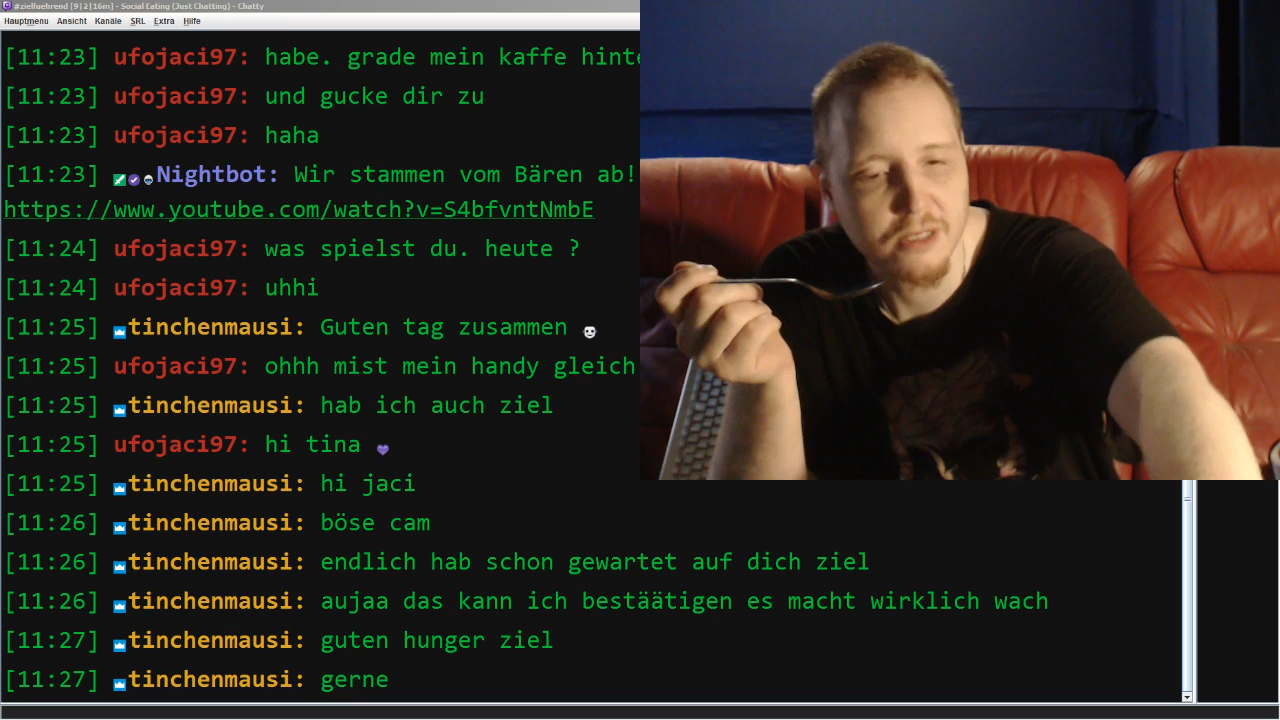 #zielfuehrend [9|2|16m] - Social Eating (Just Chatting) - Chatty
Hauptmenu Ansicht Kanäle SRL Extra Hilfe
[11:23] ufojaci97: habe. grade mein kaffe hinte
[11:23] ufojaci97: und gucke dir zu
[11:23] ufojaci97: haha
[11:23] Nightbot: Wir stammen vom Bären ab!
https://www.youtube.com/watch?v=S4bfvntNmbE
[11:24] ufojaci97: was spielst du. heute ?
[11:24] ufojaci97: uhhi
[11:25] tinchenmausi: Guten tag zusammen
[11:25] ufojaci97: ohhh mist mein handy gleich
[11:25] tinchenmausi: hab ich auch ziel
[11:25] ufojaci97: hi tina
[11:25] tinchenmausi: hi jaci
[11:26] tinchenmausi: böse cam
[11:26] tinchenmausi: endlich hab schon gewartet auf dich ziel
[11:26] tinchenmausi: aujaa das kann ich bestäätigen es macht wirklich wach
[11:27] tinchenmausi: guten hunger ziel
[11:27] tinchenmausi: gerne